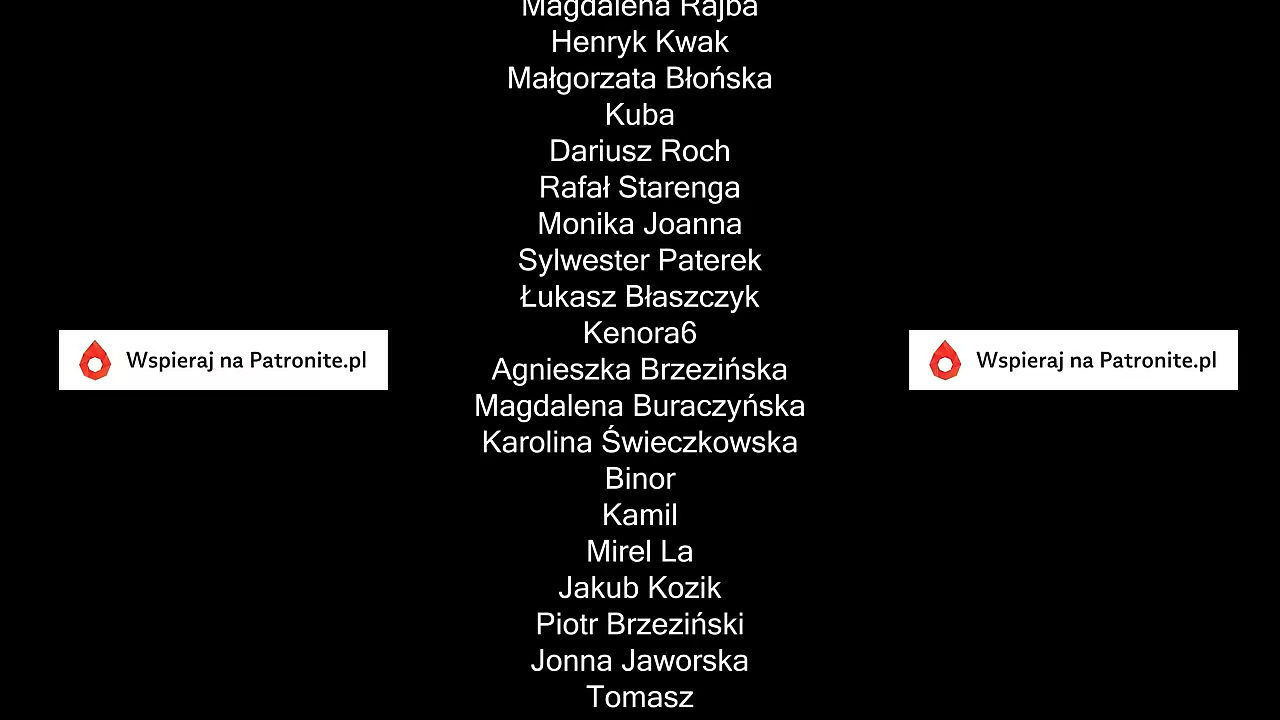 Magdalena Rajba
Henryk Kwak
Małgorzata Błońska
Kuba
Dariusz Roch
Rafał Starenga
Monika Joanna
Sylwester Paterek
Łukasz Błaszczyk
Kenora6
Wspieraj na Patronite.pl
Wspieraj na Patronite.pl
Agnieszka Brzezińska
Magdalena Buraczyńska
Karolina Świeczkowska
Binor
Kamil
Mirel La
Jakub Kozik
Piotr Brzeziński
Jonna Jaworska
Tomasz